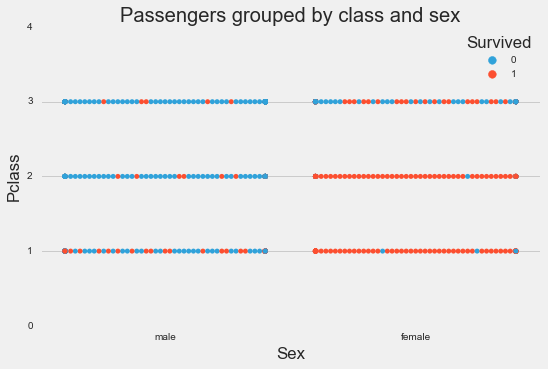 Passengers grouped by class and sex
4
Survived
0
1
3
2
1
0
Pclass
male
female
Sex